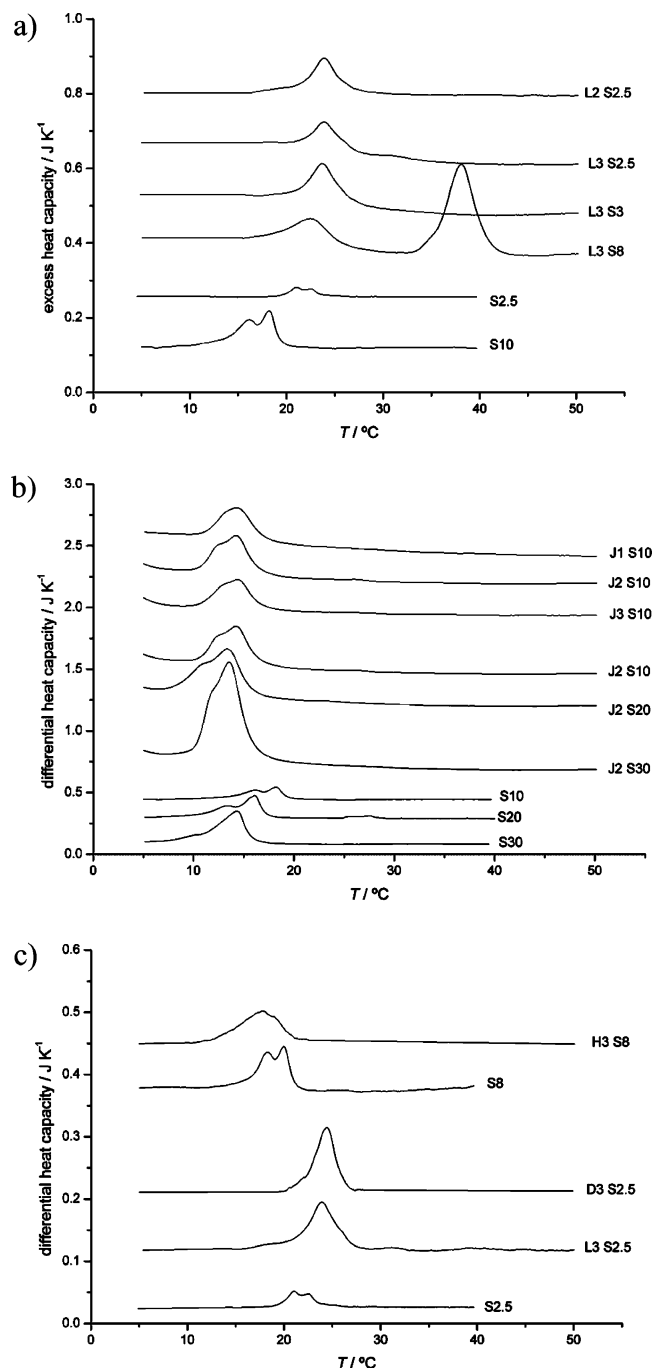 a)
excess heat capacity / J K⁻¹
1.0
0.8
0.6
0.4
0.2
0.0
L2 S2.5
L3 S2.5
L3 S3
L3 S8
S2.5
S10
0 10 20 30 40 50
T / ºC
b)
differential heat capacity / J K⁻¹
3.0
2.5
2.0
1.5
1.0
0.5
0.0
J1 S10
J2 S10
J3 S10
J2 S10
J2 S20
J2 S30
S10
S20
S30
0 10 20 30 40 50
T / ºC
c)
differential heat capacity / J K⁻¹
0.6
0.5
0.4
0.3
0.2
0.1
0.0
H3 S8
S8
D3 S2.5
L3 S2.5
S2.5
0 10 20 30 40 50
T / ºC